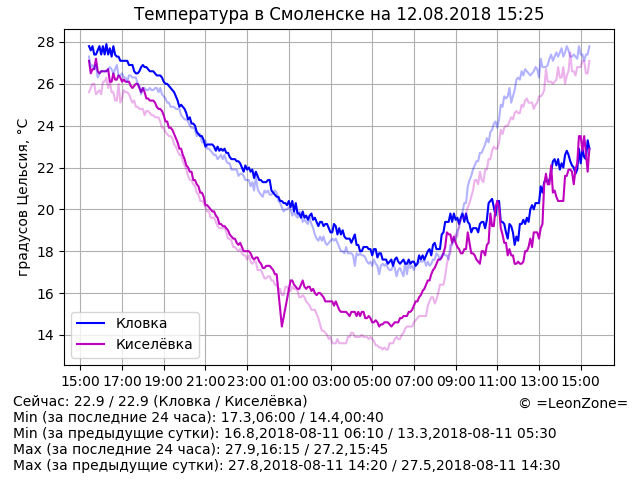 Температура в Смоленске на 12.08.2018 15:25
градусов Цельсия, °C
28
26
24
22
20
18
16
14
Кловка
Киселёвка
15:00 17:00 19:00 21:00 23:00 01:00 03:00 05:00 07:00 09:00 11:00 13:00 15:00
Сейчас: 22.9 / 22.9 (Кловка / Киселёвка)
© =LeonZone=
Min (за последние 24 часа): 17.3,06:00 / 14.4,00:40
Min (за предыдущие сутки): 16.8,2018-08-11 06:10 / 13.3,2018-08-11 05:30
Max (за последние 24 часа): 27.9,16:15 / 27.2,15:45
Max (за предыдущие сутки): 27.8,2018-08-11 14:20 / 27.5,2018-08-11 14:30